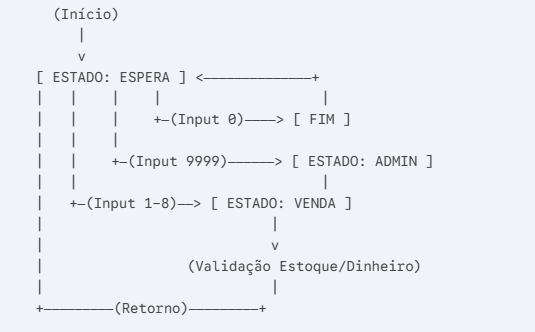 (Início)
|
v
[ ESTADO: ESPERA ] <——————————————+
|   |    |    |                    |
|   |    |    +—(Input 0)————> [ FIM ]
|   |    |
|   |    +—(Input 9999)——————> [ ESTADO: ADMIN ]
|   |                              |
|   +—(Input 1-8)——> [ ESTADO: VENDA ]
|                            |
|                            v
|                  (Validação Estoque/Dinheiro)
|                            |
+—————————(Retorno)—————————+